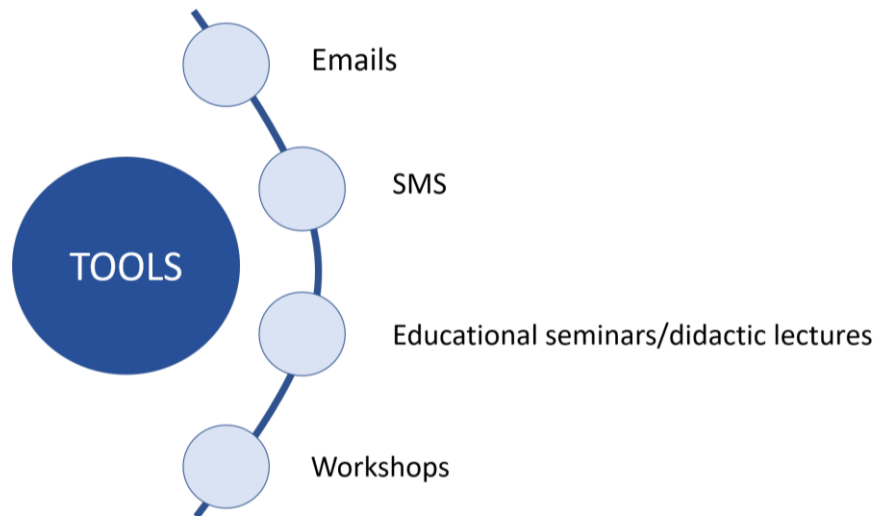 Emails
SMS
TOOLS
Educational seminars/didactic lectures
Workshops